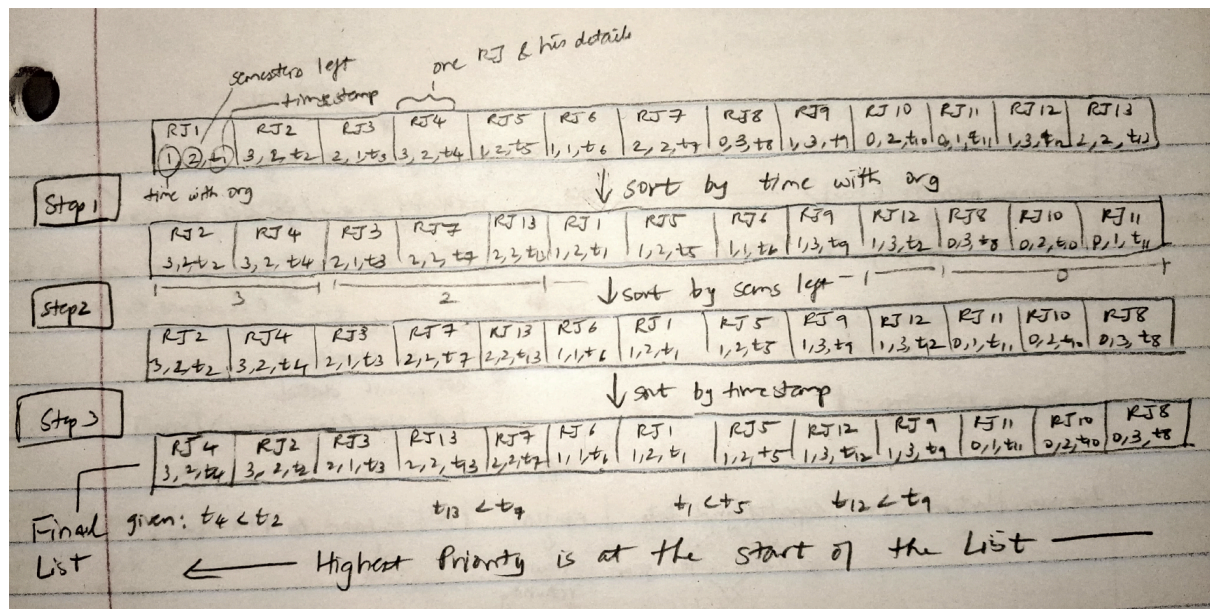 one RJ & his details
semesters left
timestamp
RJ1 RJ2 RJ3 RJ4 RJ5 RJ6 RJ7 RJ8 RJ9 RJ10 RJ11 RJ12 RJ13
1, 2, t1 3, 2, t2 2, 1, t3 3, 2, t4 1, 2, t5 1, 1, t6 2, 2, t7 0, 3, t8 1, 3, t9 0, 2, t10 0, 1, t11 1, 3, t12 2, 2, t13
time with org
Step 1
↓ sort by time with org
RJ2 RJ4 RJ3 RJ7 RJ13 RJ1 RJ5 RJ6 RJ9 RJ12 RJ8 RJ10 RJ11
3, 2, t2 3, 2, t4 2, 1, t3 2, 2, t7 2, 2, t13 1, 2, t1 1, 2, t5 1, 1, t6 1, 3, t9 1, 3, t2 0, 3, t8 0, 2, t10 0, 1, t11
3 2 1 0
Step2
↓ sort by sems left
RJ2 RJ4 RJ3 RJ7 RJ13 RJ6 RJ1 RJ5 RJ9 RJ12 RJ11 RJ10 RJ8
3, 2, t2 3, 2, t4 2, 1, t3 2, 2, t7 2, 2, t13 1, 1, t6 1, 2, t1 1, 2, t5 1, 3, t9 1, 3, t12 0, 1, t11 0, 2, t10 0, 3, t8
↓ sort by timestamp
Step 3
RJ4 RJ2 RJ3 RJ13 RJ7 RJ6 RJ1 RJ5 RJ12 RJ9 RJ11 RJ10 RJ8
3, 2, t4 3, 2, t2 2, 1, t3 2, 2, t13 2, 2, t7 1, 1, t6 1, 2, t1 1, 2, t5 1, 3, t12 1, 3, t9 0, 1, t11 0, 2, t10 0, 3, t8
Final given: t4 < t2 t13 < t7 t1 < t5 t12 < t9
List ← Highest Priority is at the start of the List